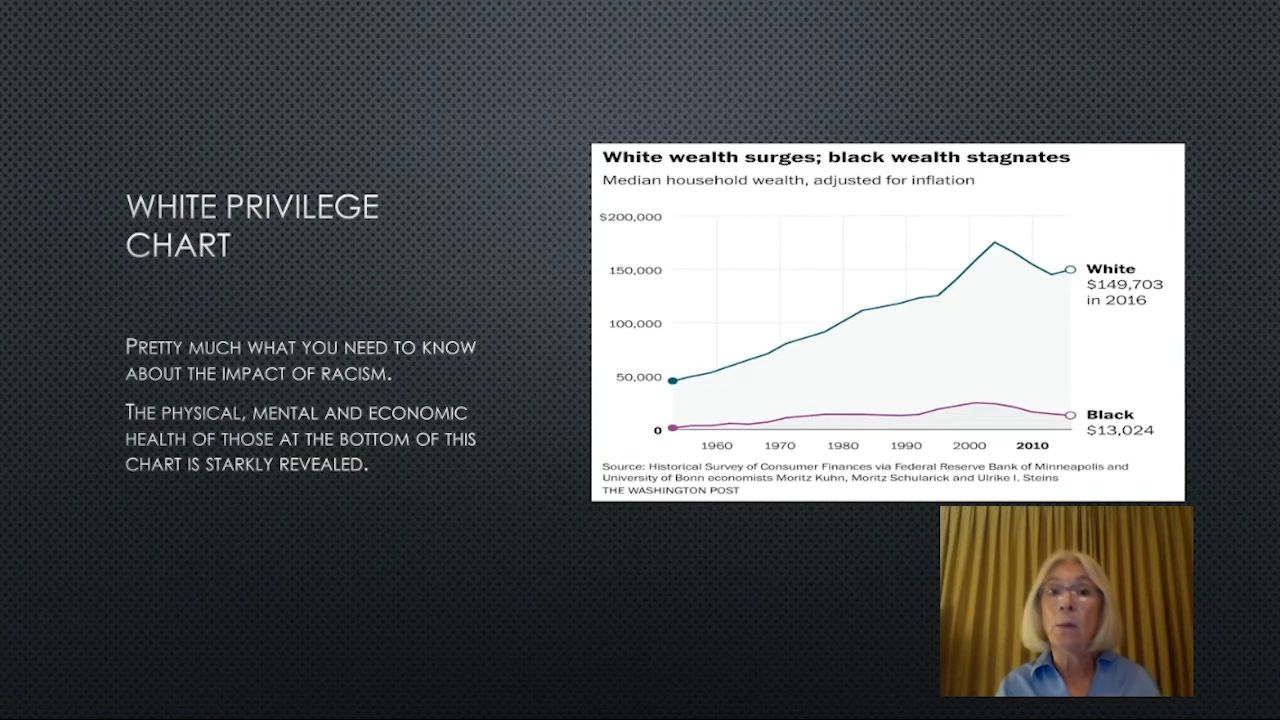 WHITE PRIVILEGE
CHART
PRETTY MUCH WHAT YOU NEED TO KNOW
ABOUT THE IMPACT OF RACISM.
THE PHYSICAL, MENTAL AND ECONOMIC
HEALTH OF THOSE AT THE BOTTOM OF THIS
CHART IS STARKLY REVEALED.
White wealth surges; black wealth stagnates
Median household wealth, adjusted for inflation
$200,000
150,000
100,000
50,000
0
1960 1970 1980 1990 2000 2010
White
$149,703
in 2016
Black
$13,024
Source: Historical Survey of Consumer Finances via Federal Reserve Bank of Minneapolis and
University of Bonn economists Moritz Kuhn, Moritz Schularick and Ulrike I. Steins
THE WASHINGTON POST